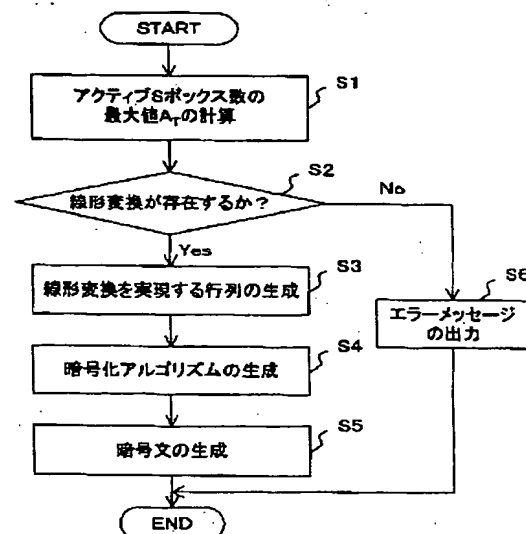 START
アクティブSボックス数の
最大値A_Tの計算
S1
線形変換が存在するか？
S2
No
Yes
線形変換を実現する行列の生成
S3
エラーメッセージ
の出力
S6
暗号化アルゴリズムの生成
S4
暗号文の生成
S5
END